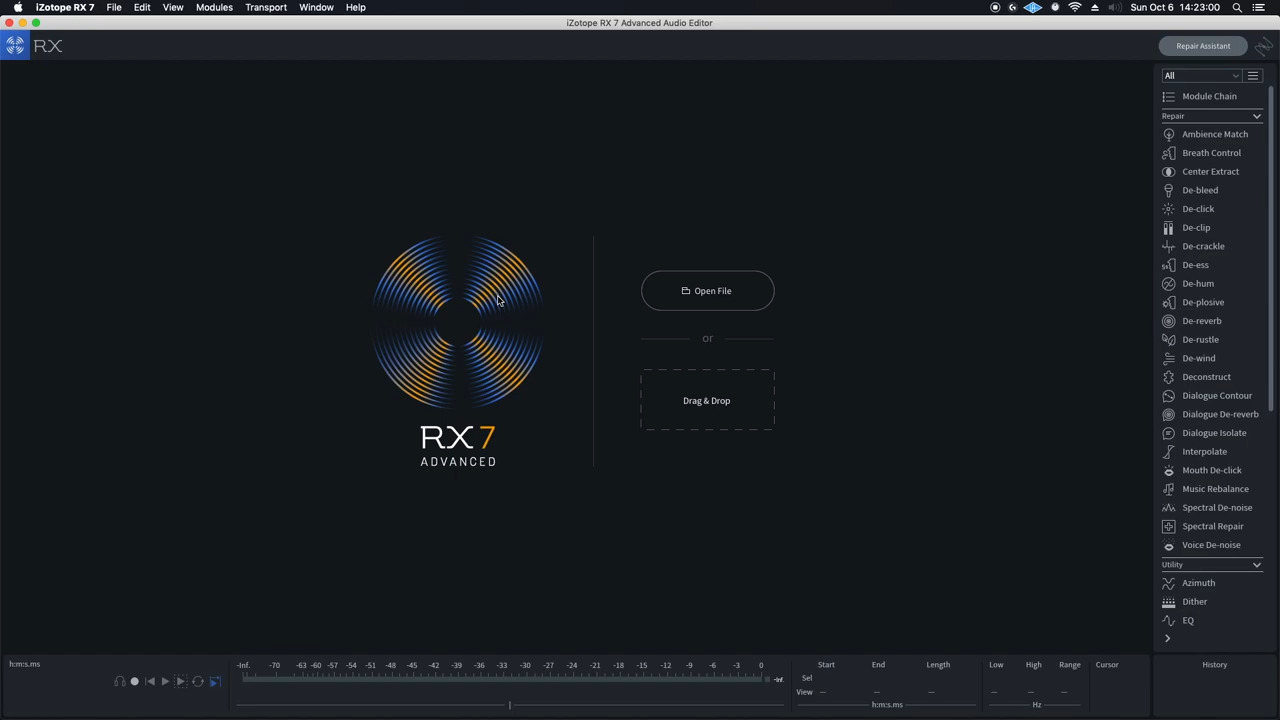 iZotope RX 7 File Edit View Modules Transport Window Help Sun Oct 6 14:23:00
iZotope RX 7 Advanced Audio Editor
RX Repair Assistant
All
Module Chain
Repair
Ambience Match
Breath Control
Center Extract
De-bleed
De-click
De-clip
De-crackle
De-ess
De-hum
De-plosive
De-reverb
De-rustle
De-wind
Deconstruct
Dialogue Contour
Dialogue De-reverb
Dialogue Isolate
Interpolate
Mouth De-click
Music Rebalance
Spectral De-noise
Spectral Repair
Voice De-noise
Utility
Azimuth
Dither
EQ
Open File
or
Drag & Drop
RX 7
ADVANCED
h:m:s.ms
-Inf. -70 -63 -60 -57 -54 -51 -48 -45 -42 -39 -36 -33 -30 -27 -24 -21 -18 -15 -12 -9 -6 -3 0
-Inf.
Start End Length Low High Range Cursor
Sel
View — — — — — —
h:m:s.ms Hz
History